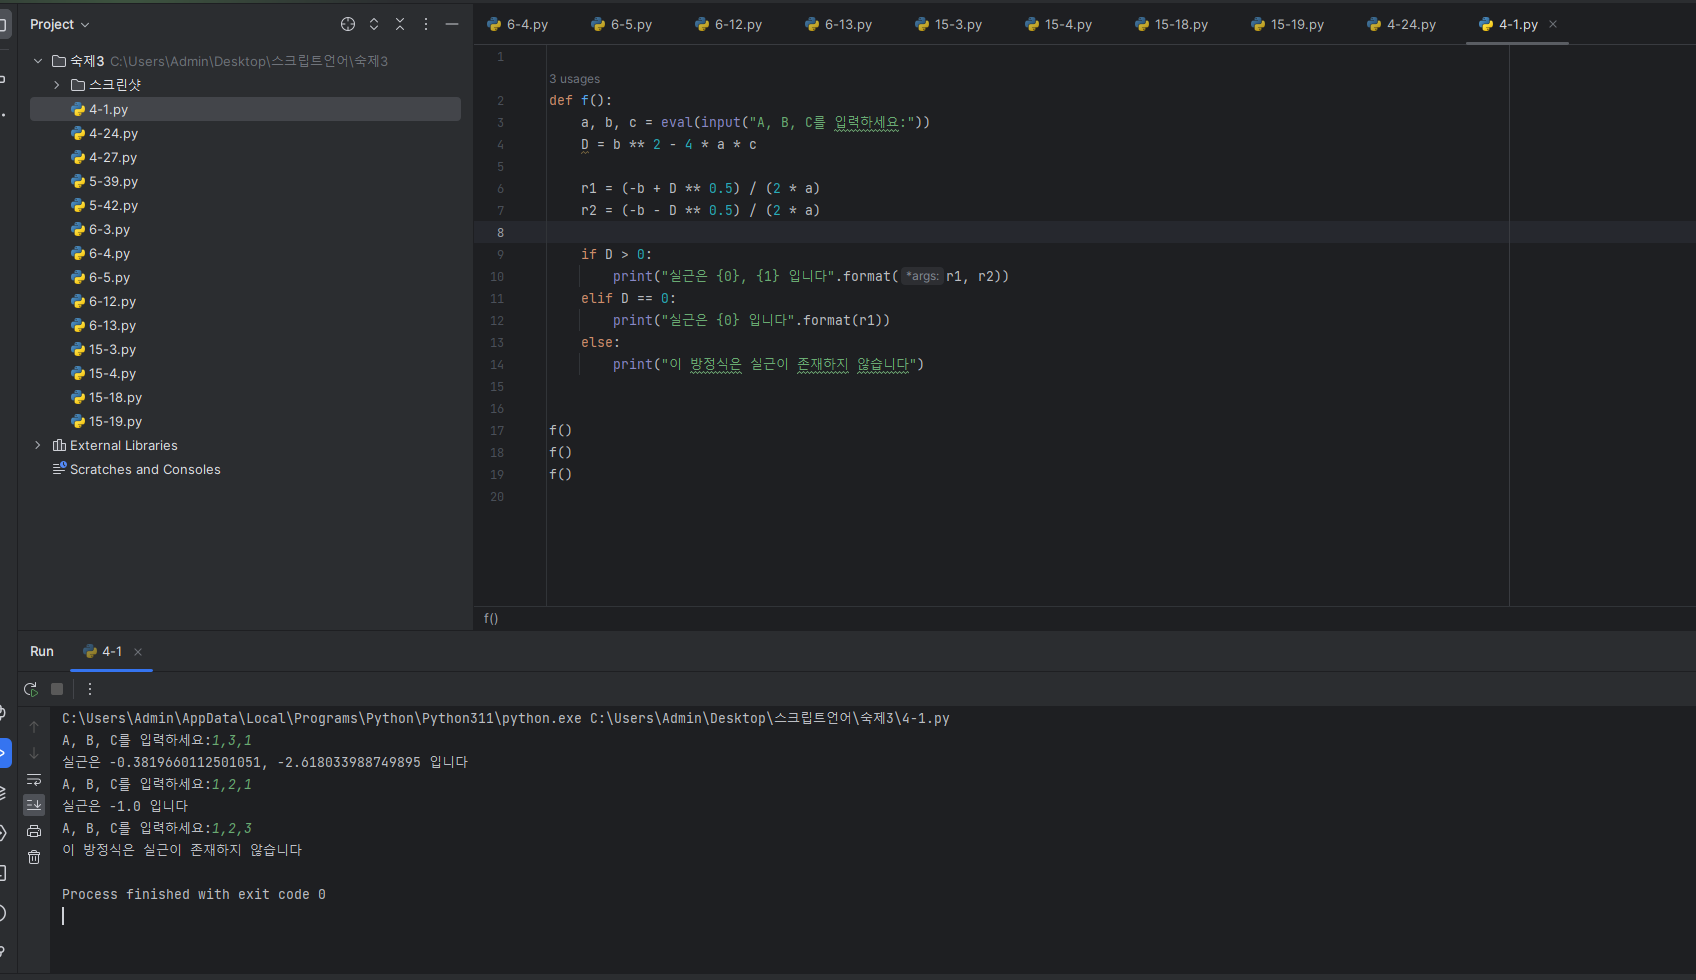 Project
6-4.py 6-5.py 6-12.py 6-13.py 15-3.py 15-4.py 15-18.py 15-19.py 4-24.py 4-1.py
숙제3 C:\Users\Admin\Desktop\스크립트언어\숙제3
스크린샷
4-1.py
4-24.py
4-27.py
5-39.py
5-42.py
6-3.py
6-4.py
6-5.py
6-12.py
6-13.py
15-3.py
15-4.py
15-18.py
15-19.py
External Libraries
Scratches and Consoles
1
3 usages
2 def f():
3 a, b, c = eval(input("A, B, C를 입력하세요:"))
4 D = b ** 2 - 4 * a * c
5
6 r1 = (-b + D ** 0.5) / (2 * a)
7 r2 = (-b - D ** 0.5) / (2 * a)
8
9 if D > 0:
10 print("실근은 {0}, {1} 입니다".format( *args: r1, r2))
11 elif D == 0:
12 print("실근은 {0} 입니다".format(r1))
13 else:
14 print("이 방정식은 실근이 존재하지 않습니다")
15
16
17 f()
18 f()
19 f()
20
f()
Run 4-1
C:\Users\Admin\AppData\Local\Programs\Python\Python311\python.exe C:\Users\Admin\Desktop\스크립트언어\숙제3\4-1.py
A, B, C를 입력하세요:1,3,1
실근은 -0.3819660112501051, -2.618033988749895 입니다
A, B, C를 입력하세요:1,2,1
실근은 -1.0 입니다
A, B, C를 입력하세요:1,2,3
이 방정식은 실근이 존재하지 않습니다
Process finished with exit code 0